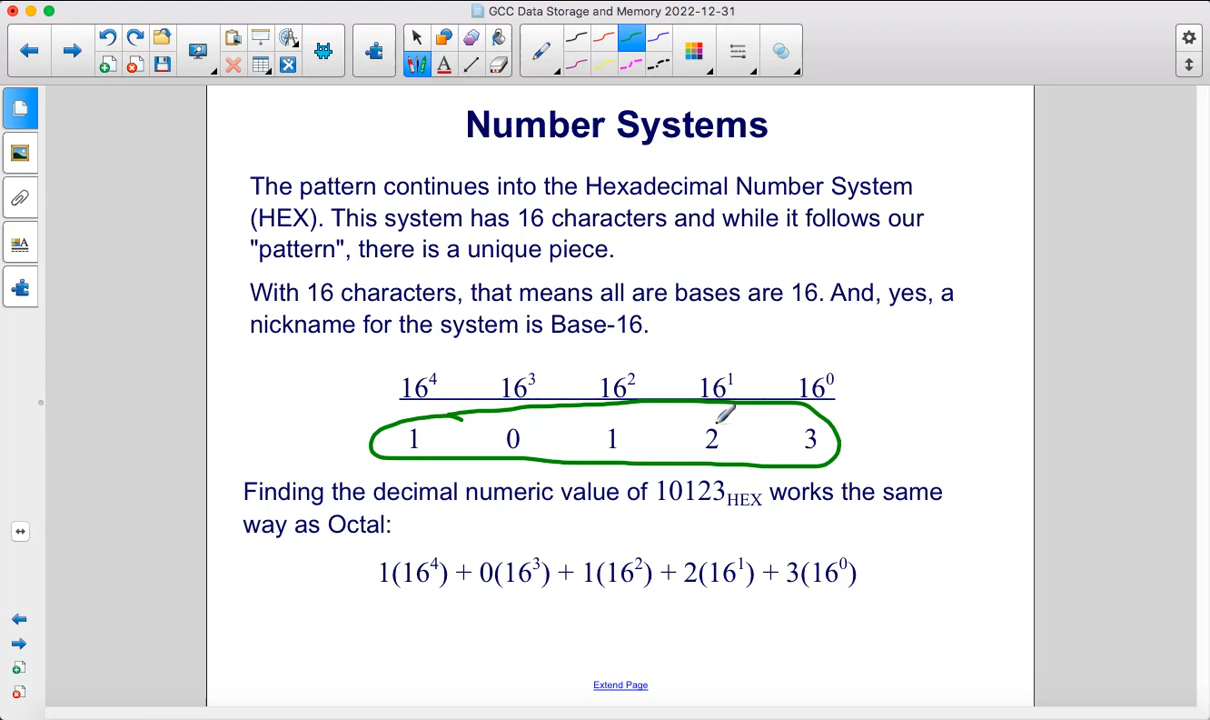 GCC Data Storage and Memory 2022-12-31
Number Systems
The pattern continues into the Hexadecimal Number System
(HEX). This system has 16 characters and while it follows our
"pattern", there is a unique piece.
With 16 characters, that means all are bases are 16. And, yes, a
nickname for the system is Base-16.
16⁴ 16³ 16² 16¹ 16⁰
1 0 1 2 3
Finding the decimal numeric value of 10123HEX works the same
way as Octal:
1(16⁴) + 0(16³) + 1(16²) + 2(16¹) + 3(16⁰)
Extend Page